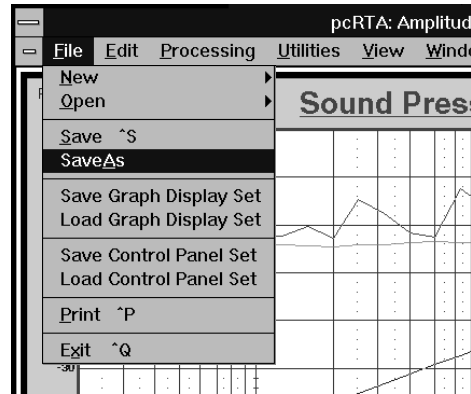 pcRTA: Amplitud
File Edit Processing Utilities View Windo
New
Open
Sound Press
Save ^S
SaveAs
Save Graph Display Set
Load Graph Display Set
Save Control Panel Set
Load Control Panel Set
Print ^P
Exit ^Q
-30